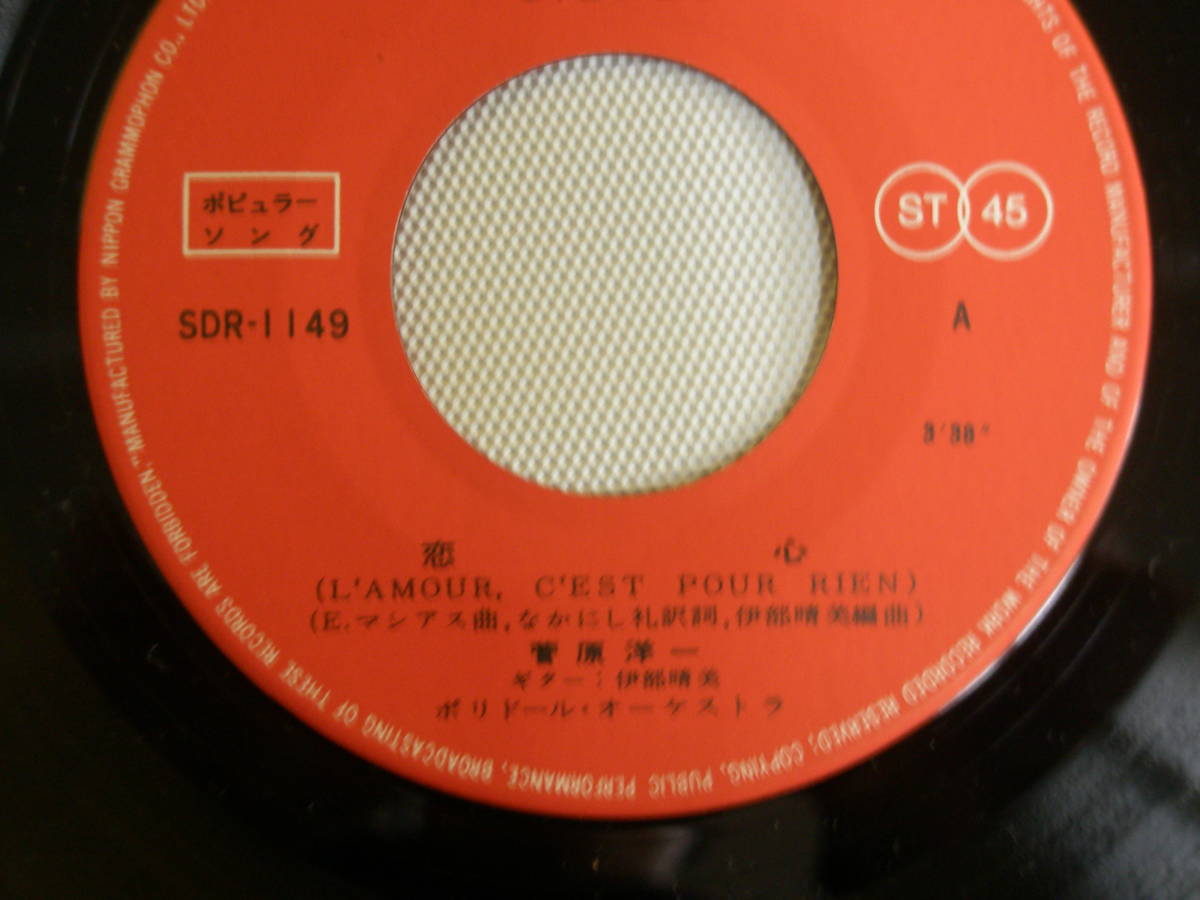 ポピュラー
ソング
SDR-1149
ST 45
A
3'38"
恋 心
(L'AMOUR, C'EST POUR RIEN)
(E.マシアス曲,なかにし礼訳詞,伊部晴美編曲)
菅原洋一
ギター:伊部晴美
ポリドール・オーケストラ
RIGHTS OF THE RECORD MANUFACTURER AND OF THE OWNER OF THE WORK RECORDED RESERVED; COPYING, PUBLIC PERFORMANCE, BROADCASTING OF THESE RECORDS ARE FORBIDDEN, "MANUFACTURED BY NIPPON GRAMMOPHON CO., LTD